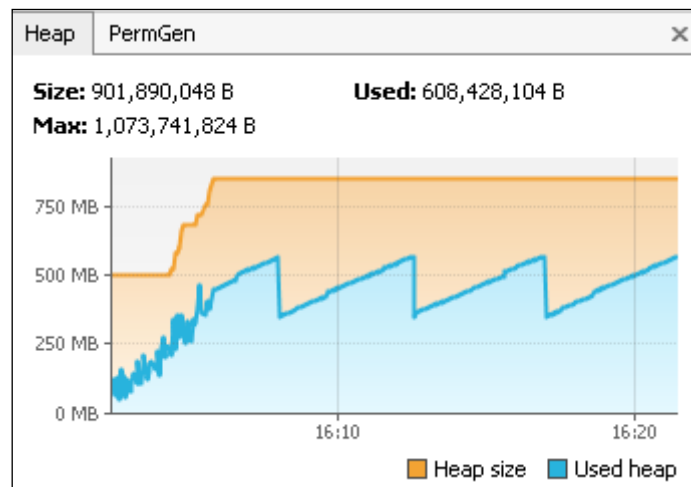 Heap PermGen ×
Size: 901,890,048 B Used: 608,428,104 B
Max: 1,073,741,824 B
750 MB
500 MB
250 MB
0 MB
16:10 16:20
Heap size Used heap